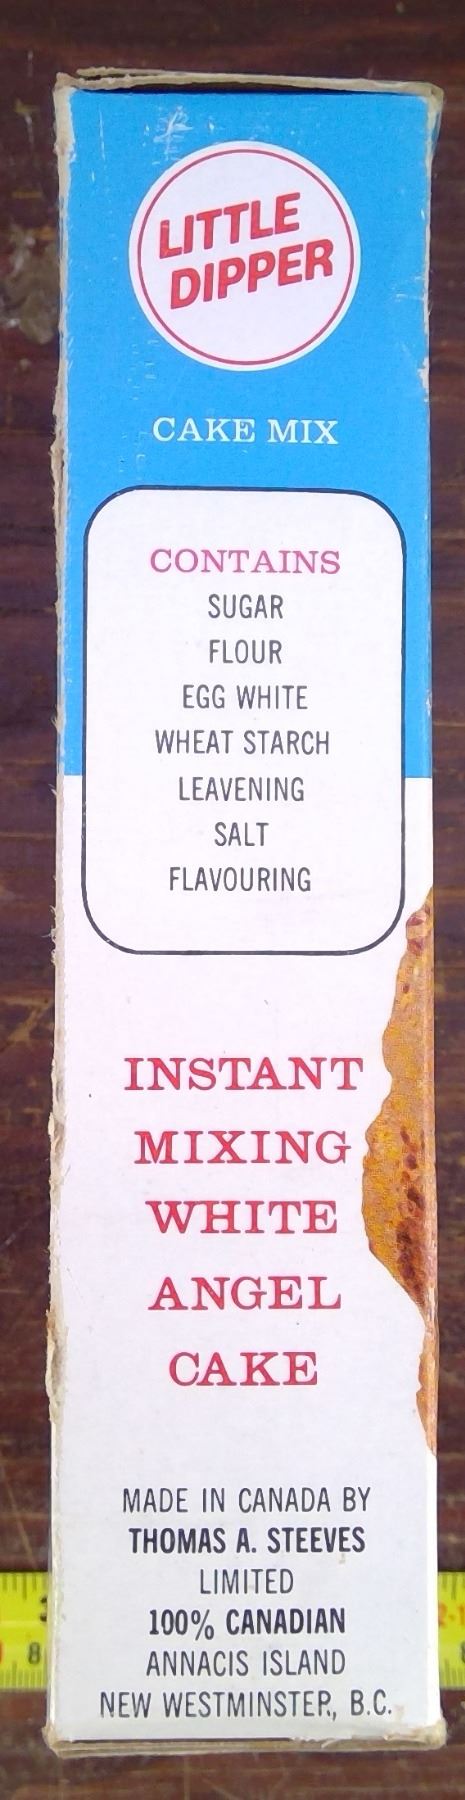 LITTLE
DIPPER
CAKE MIX
CONTAINS
SUGAR
FLOUR
EGG WHITE
WHEAT STARCH
LEAVENING
SALT
FLAVOURING
INSTANT
MIXING
WHITE
ANGEL
CAKE
MADE IN CANADA BY
THOMAS A. STEEVES
LIMITED
100% CANADIAN
ANNACIS ISLAND
NEW WESTMINSTER, B.C.
8